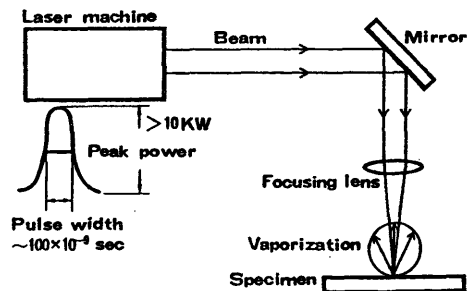 Laser machine
Beam
Mirror
>10KW
Peak power
Pulse width
~100×10⁻⁹ sec
Focusing lens
Vaporization
Specimen